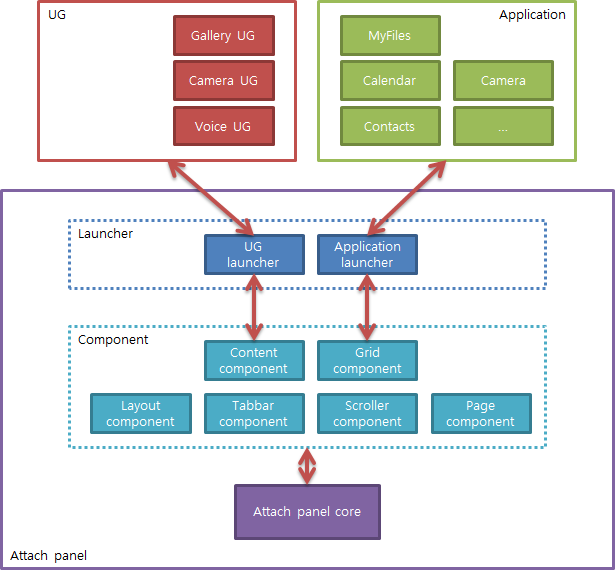 UG
Gallery UG
Camera UG
Voice UG
Application
MyFiles
Calendar
Camera
Contacts
...
Launcher
UG
launcher
Application
launcher
Component
Content
component
Grid
component
Layout
component
Tabbar
component
Scroller
component
Page
component
Attach panel core
Attach panel